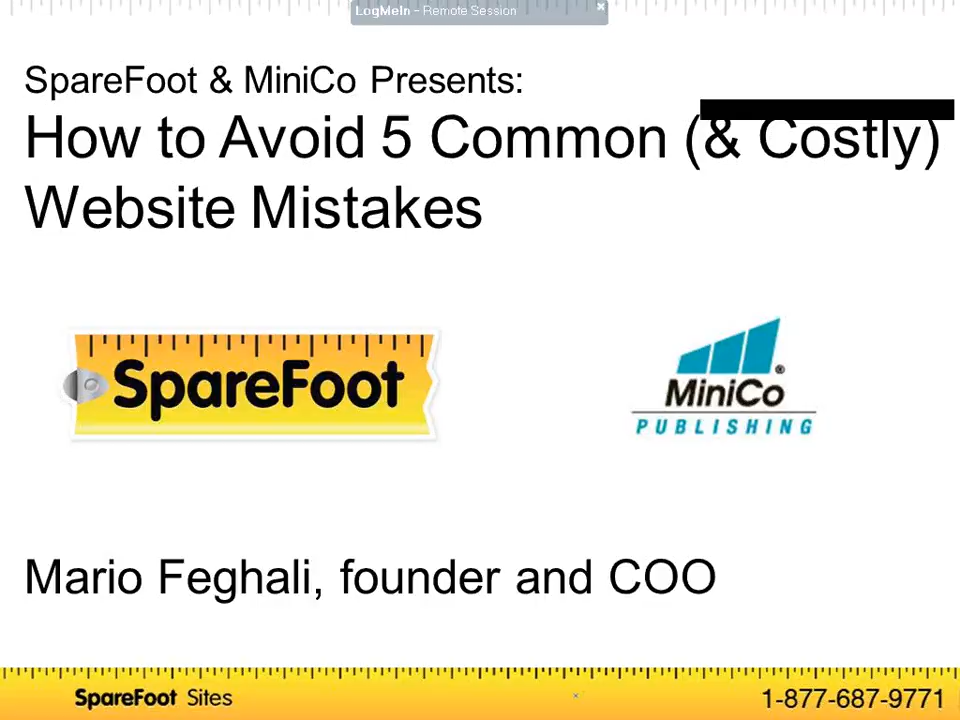 LogMeIn - Remote Session
SpareFoot & MiniCo Presents:
How to Avoid 5 Common (& Costly)
Website Mistakes
SpareFoot
MiniCo®
PUBLISHING
Mario Feghali, founder and COO
SpareFoot Sites
1-877-687-9771